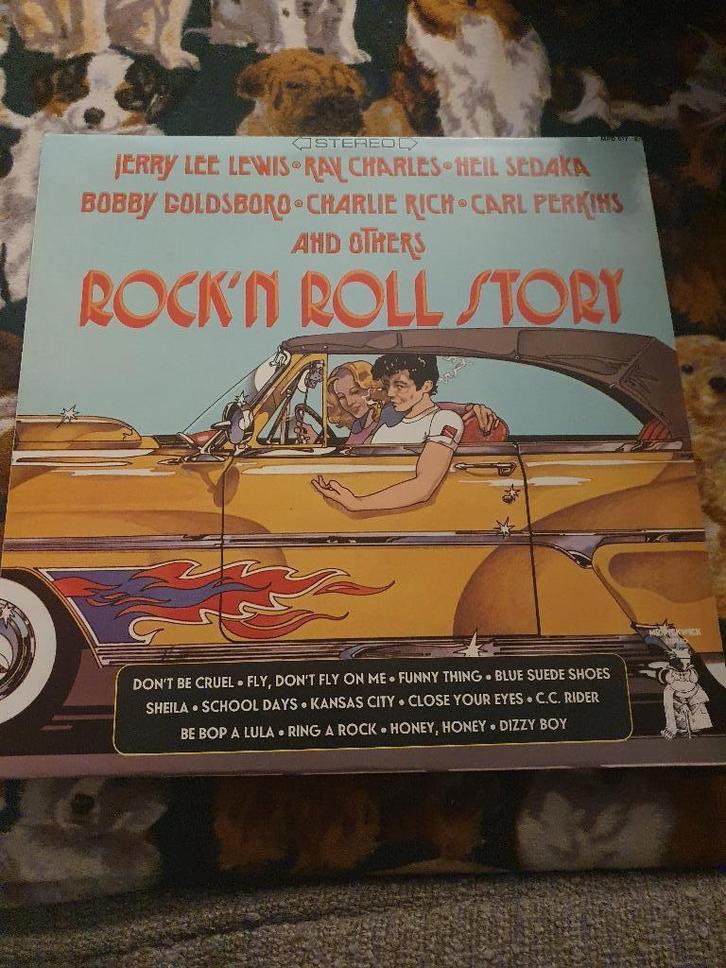 STEREO
JERRY LEE LEWIS • RAY CHARLES • NEIL SEDAKA
BOBBY GOLDSBORO • CHARLIE RICH • CARL PERKINS
AND OTHERS
ROCK'N ROLL STORY
DON'T BE CRUEL • FLY, DON'T FLY ON ME • FUNNY THING • BLUE SUEDE SHOES
SHEILA • SCHOOL DAYS • KANSAS CITY • CLOSE YOUR EYES • C.C. RIDER
BE BOP A LULA • RING A ROCK • HONEY, HONEY • DIZZY BOY